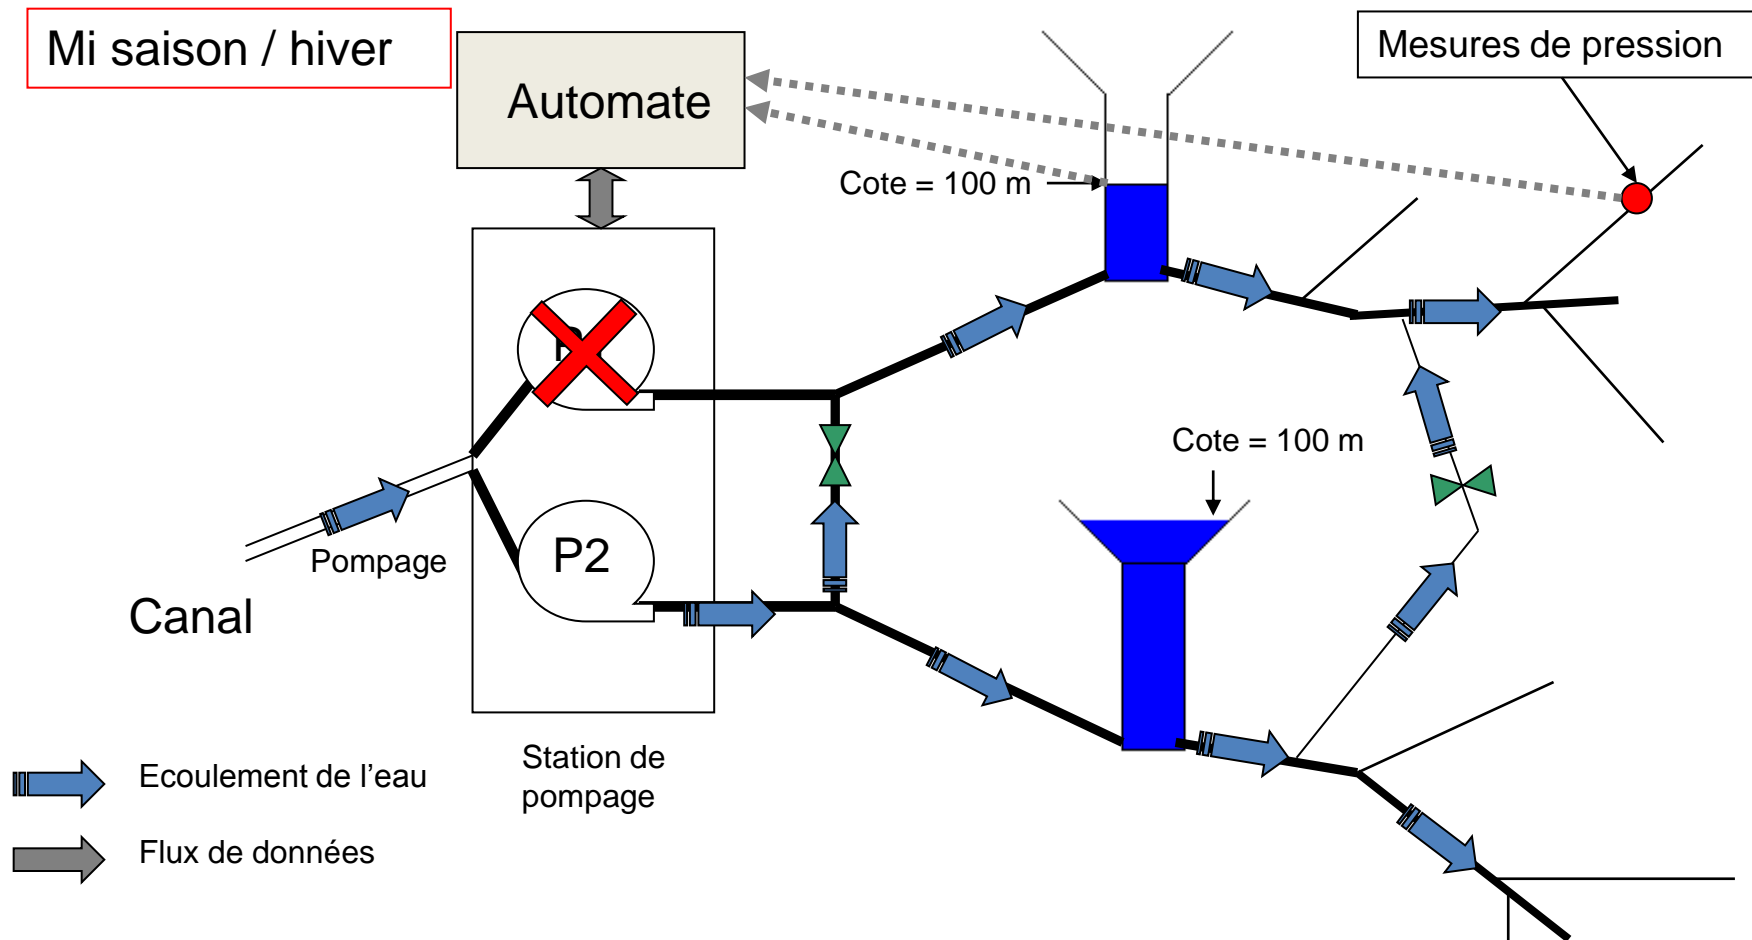 Mi saison / hiver
Automate
Mesures de pression
Cote = 100 m
Cote = 100 m
P2
Pompage
Canal
Station de
pompage
Ecoulement de l'eau
Flux de données